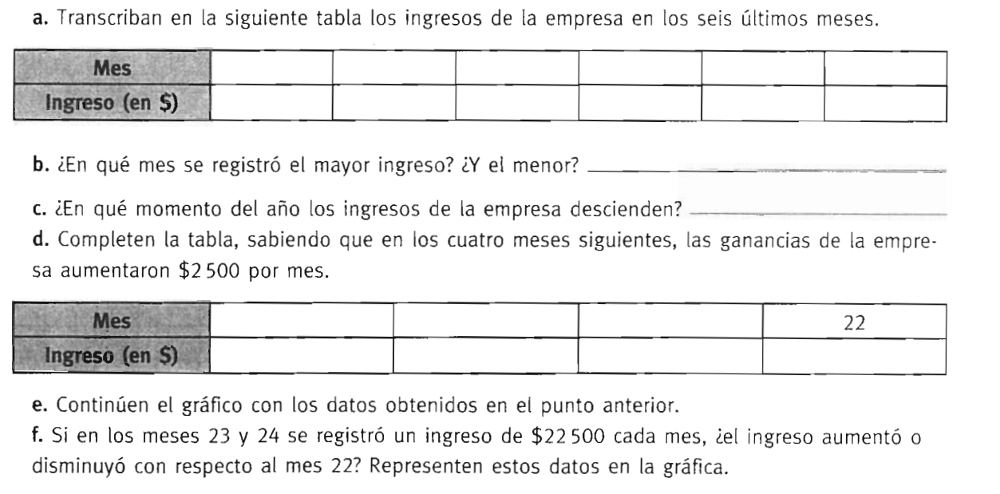 a. Transcriban en la siguiente tabla los ingresos de la empresa en los seis últimos meses.
Mes
Ingreso (en $)
b. ¿En qué mes se registró el mayor ingreso? ¿Y el menor?
c. ¿En qué momento del año los ingresos de la empresa descienden?
d. Completen la tabla, sabiendo que en los cuatro meses siguientes, las ganancias de la empre-
sa aumentaron $2 500 por mes.
Mes 22
Ingreso (en $)
e. Continúen el gráfico con los datos obtenidos en el punto anterior.
f. Si en los meses 23 y 24 se registró un ingreso de $22 500 cada mes, ¿el ingreso aumentó o
disminuyó con respecto al mes 22? Representen estos datos en la gráfica.